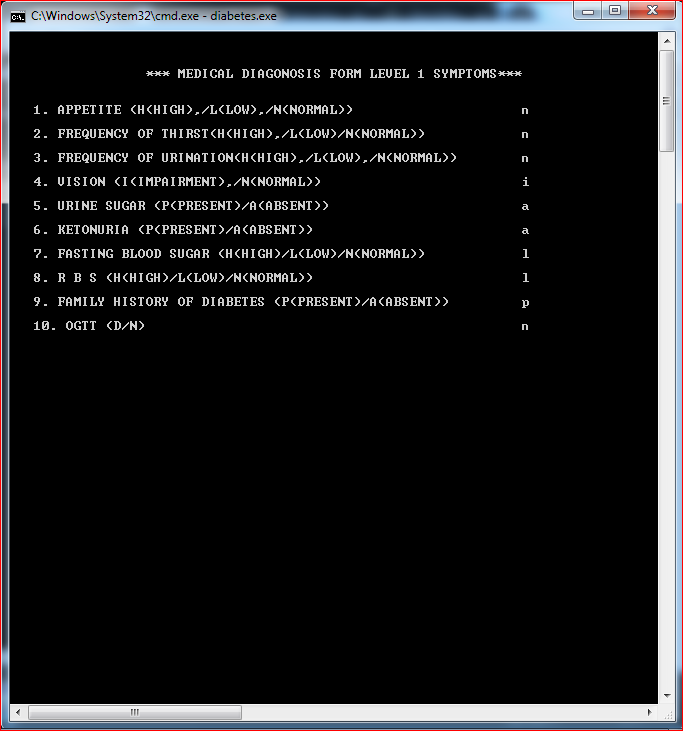 C:\Windows\System32\cmd.exe - diabetes.exe
*** MEDICAL DIAGONOSIS FORM LEVEL 1 SYMPTOMS***
1. APPETITE (H(HIGH),/L(LOW),/N(NORMAL)) n
2. FREQUENCY OF THIRST(H(HIGH),/L(LOW)/N(NORMAL)) n
3. FREQUENCY OF URINATION(H(HIGH),/L(LOW),/N(NORMAL)) n
4. VISION (I(IMPAIRMENT),/N(NORMAL)) i
5. URINE SUGAR (P(PRESENT)/A(ABSENT)) a
6. KETONURIA (P(PRESENT)/A(ABSENT)) a
7. FASTING BLOOD SUGAR (H(HIGH)/L(LOW)/N(NORMAL)) l
8. R B S (H(HIGH)/L(LOW)/N(NORMAL)) l
9. FAMILY HISTORY OF DIABETES (P(PRESENT)/A(ABSENT)) p
10. OGTT (D/N) n